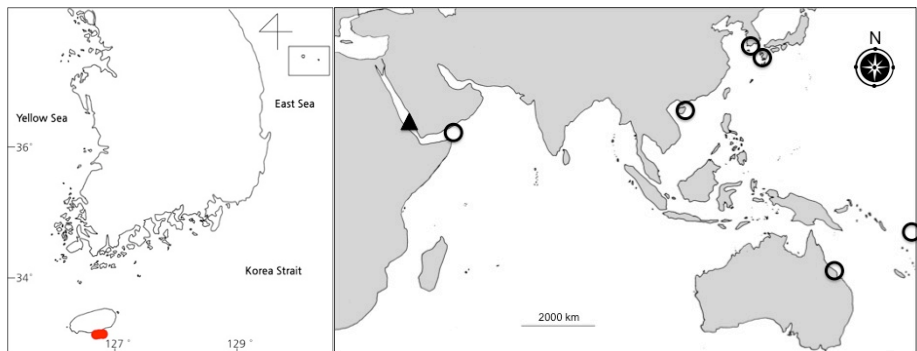 East Sea
Yellow Sea
36°
Korea Strait
34°
127°
129°
N
2000 km